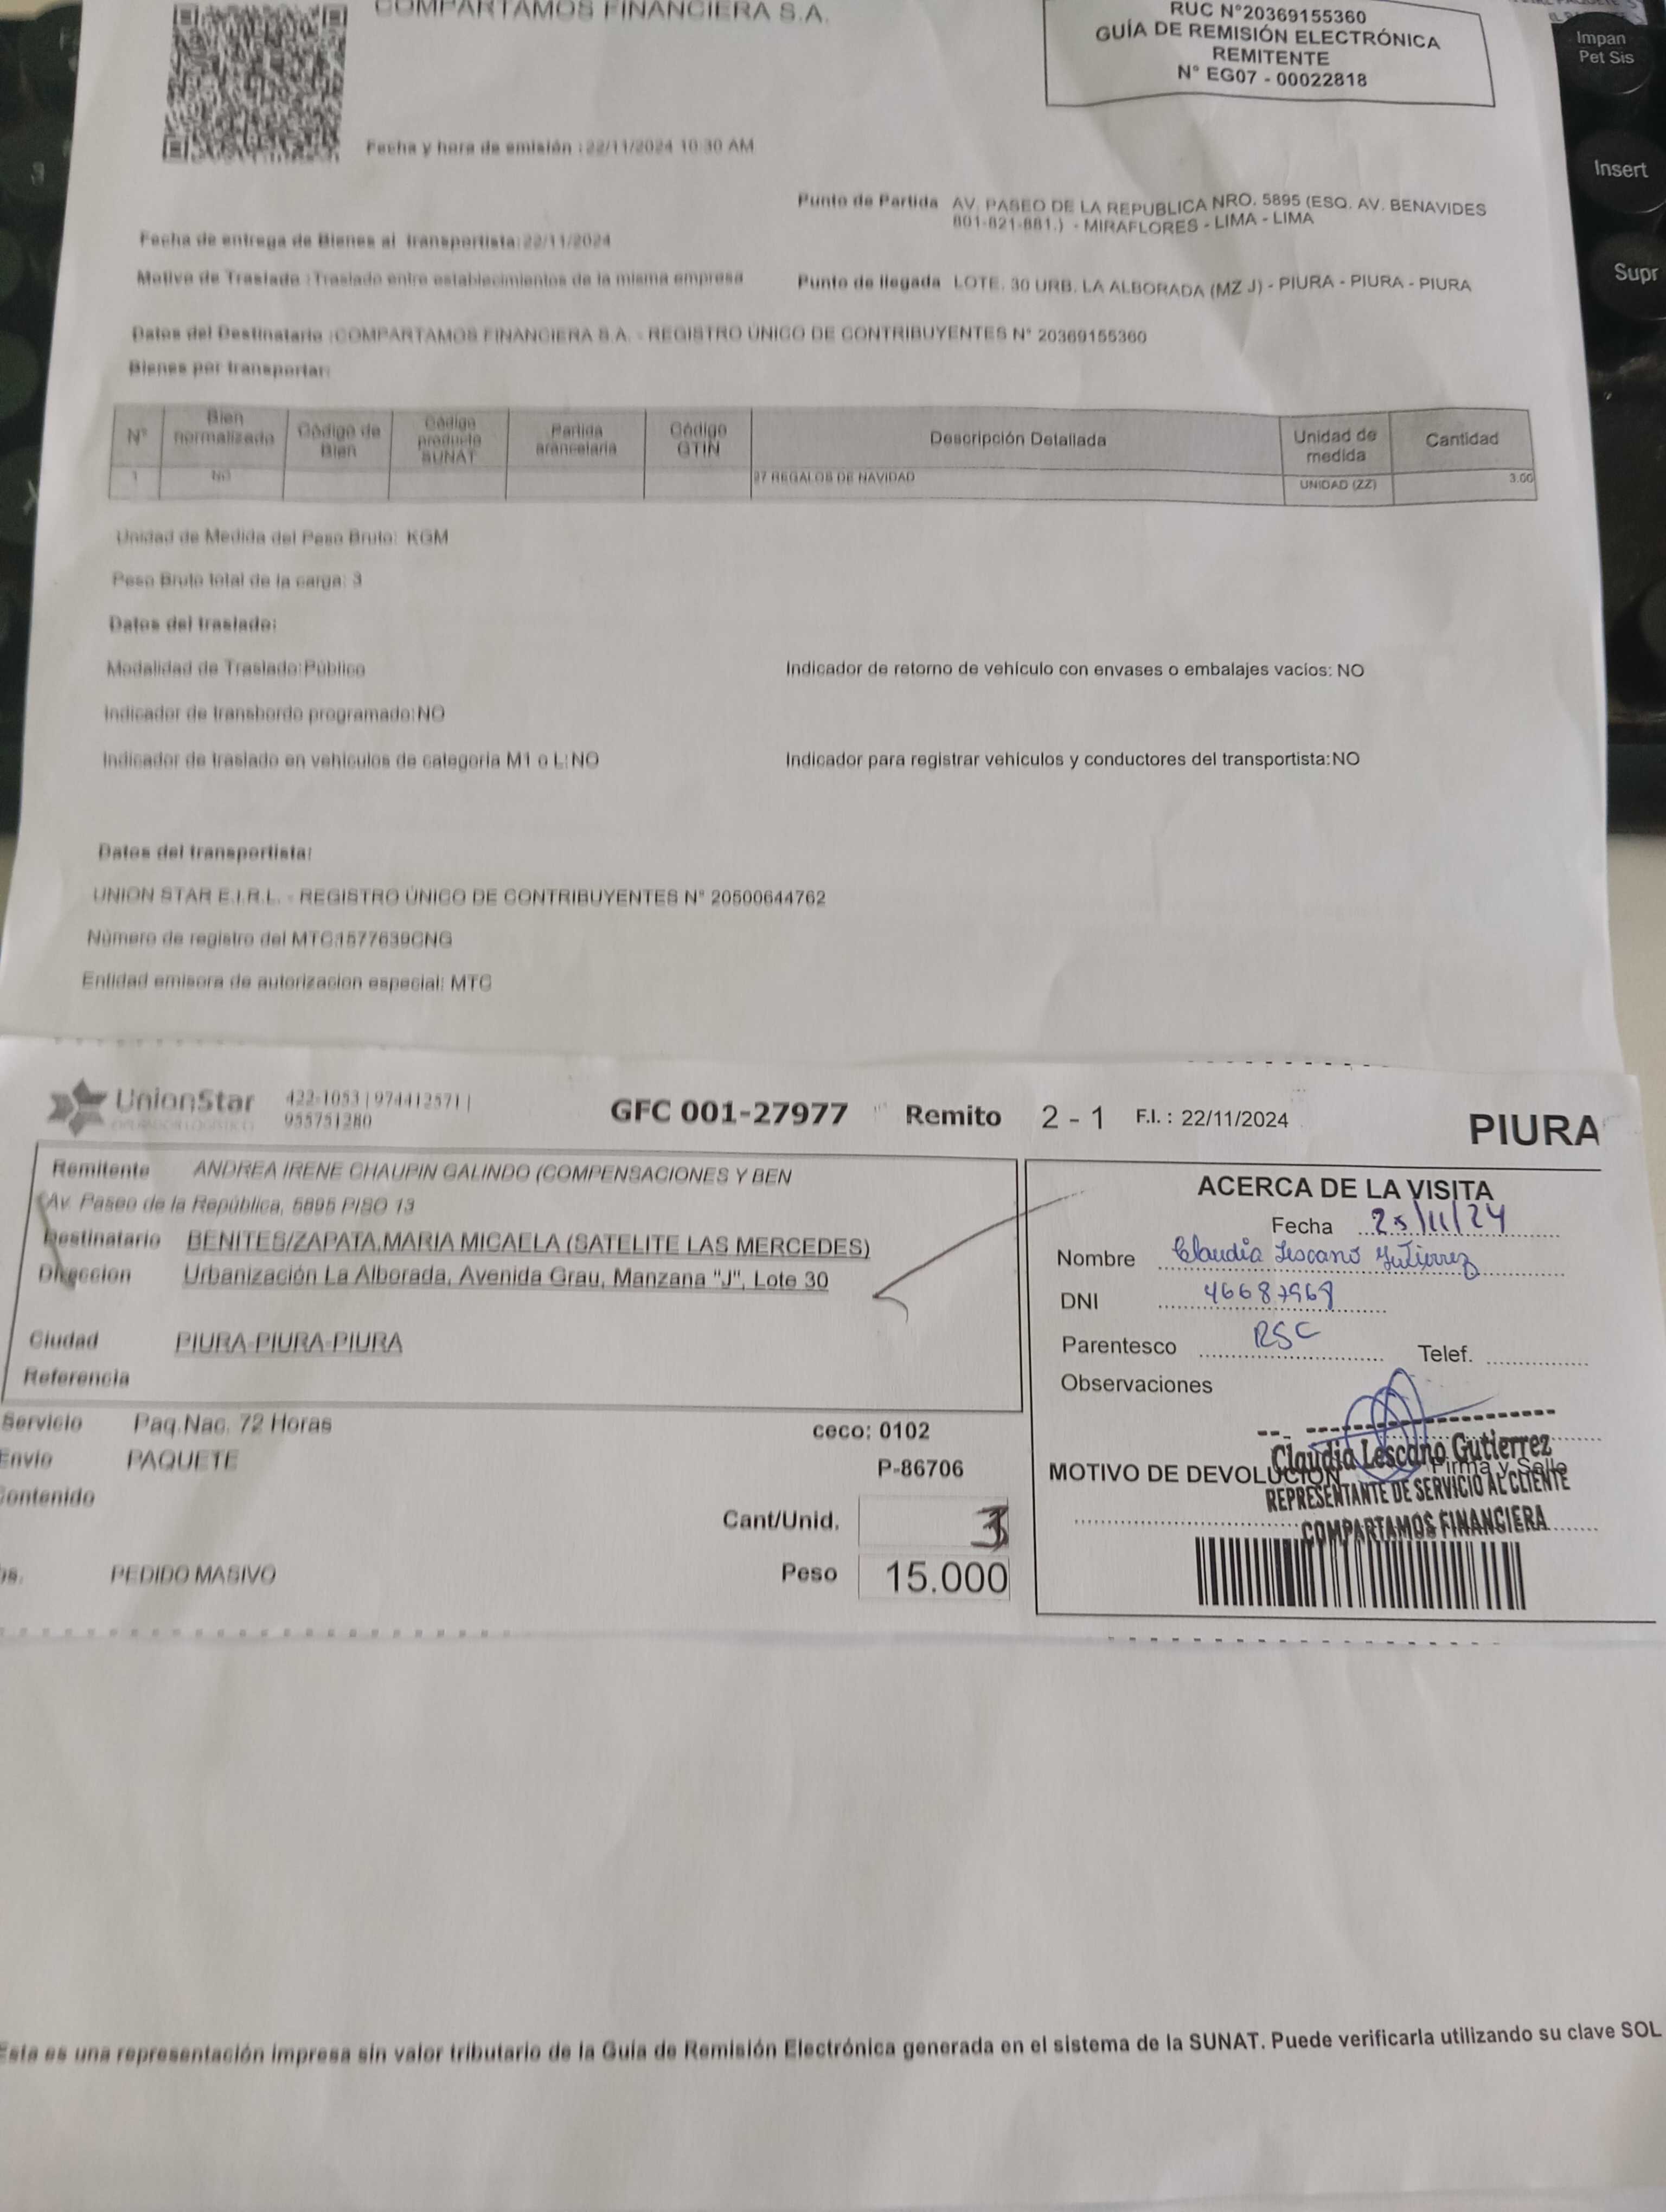 COMPARTAMOS FINANCIERA S.A.
RUC N°20369155360
GUÍA DE REMISIÓN ELECTRÓNICA
REMITENTE
N° EG07 - 00022818
Impan
Pet Sis
Insert
Supr
Fecha y hora de emisión : 22/11/2024 10:30 AM
Punto de Partida AV. PASEO DE LA REPUBLICA NRO. 5895 (ESQ. AV. BENAVIDES
801-821-881.) - MIRAFLORES - LIMA - LIMA
Fecha de entrega de Bienes al transportista:22/11/2024
Motivo de Traslado :Traslado entre establecimientos de la misma empresa
Punto de llegada LOTE. 30 URB. LA ALBORADA (MZ J) - PIURA - PIURA - PIURA
Datos del Destinatario :COMPARTAMOS FINANCIERA S.A. - REGISTRO ÚNICO DE CONTRIBUYENTES N° 20369155360
Bienes por transportar:
N° Bien normalizado Código de Bien Código producto SUNAT Partida arancelaria Código GTIN Descripción Detallada Unidad de medida Cantidad
1 NO 97 REGALOS DE NAVIDAD UNIDAD (ZZ) 3.00
Unidad de Medida del Peso Bruto: KGM
Peso Bruto total de la carga: 3
Datos del traslado:
Modalidad de Traslado:Público
Indicador de retorno de vehículo con envases o embalajes vacíos: NO
Indicador de transbordo programado:NO
Indicador de traslado en vehículos de categoría M1 o L:NO
Indicador para registrar vehículos y conductores del transportista:NO
Datos del transportista:
UNION STAR E.I.R.L. - REGISTRO ÚNICO DE CONTRIBUYENTES N° 20500644762
Número de registro del MTC:1577639CNG
Entidad emisora de autorizacion especial: MTC
UnionStar
OPERADOR LOGÍSTICO
422-1053 | 974412571 |
955751280
GFC 001-27977 Remito 2 - 1 F.I. : 22/11/2024 PIURA
Remitente ANDREA IRENE CHAUPIN GALINDO (COMPENSACIONES Y BEN
Av. Paseo de la República, 5895 PISO 13
Destinatario BENITES/ZAPATA,MARIA MICAELA (SATELITE LAS MERCEDES)
Direccion Urbanización La Alborada, Avenida Grau, Manzana "J", Lote 30
Ciudad PIURA-PIURA-PIURA
Referencia
Servicio Paq.Nac. 72 Horas
ceco: 0102
Envio PAQUETE
P-86706
Contenido
Cant/Unid. 3
PEDIDO MASIVO
Peso 15.000
ACERCA DE LA VISITA
Fecha 25/11/24
Nombre Claudia Lescano Gutierrez
DNI 46687969
Parentesco RSC Telef.
Observaciones
Firma y Sello
MOTIVO DE DEVOLUCION
Claudia Lescano Gutierrez
REPRESENTANTE DE SERVICIO AL CLIENTE
COMPARTAMOS FINANCIERA
Esta es una representación impresa sin valor tributario de la Guía de Remisión Electrónica generada en el sistema de la SUNAT. Puede verificarla utilizando su clave SOL